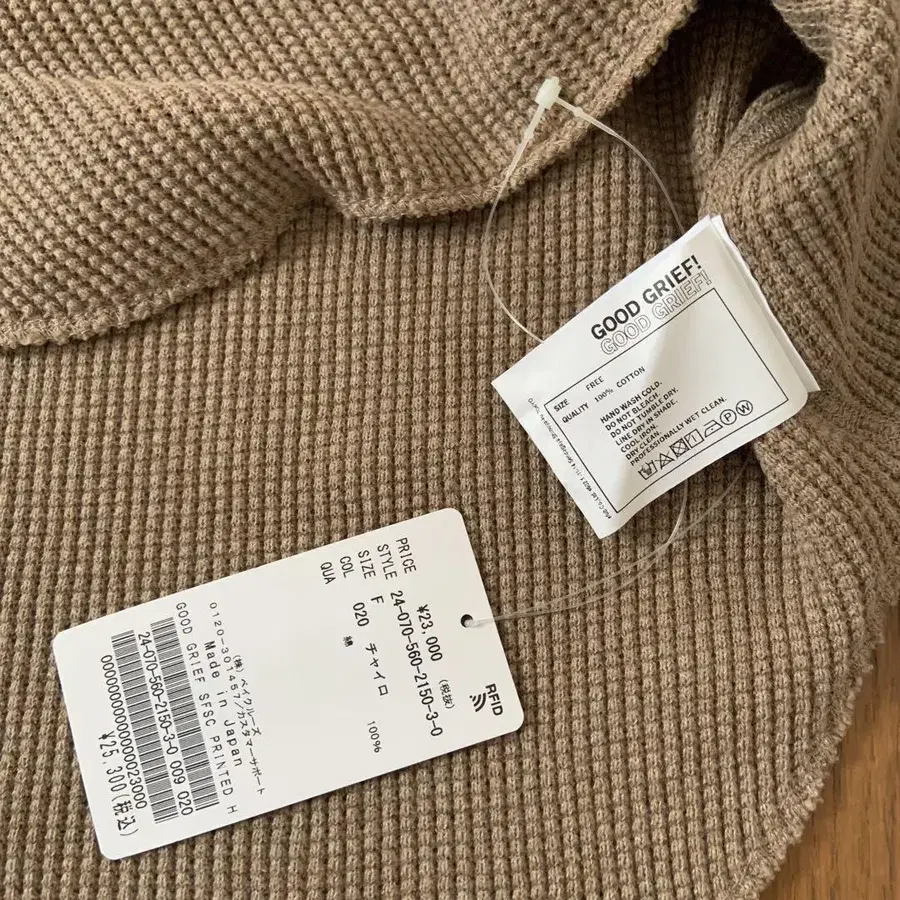 GOOD GRIEF!
GOOD GRIEF!
SIZE FREE
QUALITY 100% COTTON
HAND WASH COLD.
DO NOT BLEACH.
DO NOT TUMBLE DRY.
LINE DRY IN SHADE.
COOL IRON.
DRY CLEAN.
PROFESSIONALLY WET CLEAN.
P W
RFID
PRICE ¥23,000 (税抜)
STYLE 24-070-560-2150-3-0
SIZE F
COL 020 チャイロ
QUA 綿 100%
(株)ベイクルーズ
0120-301457/カスタマーサポート
Made in Japan
GOOD GRIEF SFSC PRINTED H
24-070-560-2150-3-0 009 020
¥25,300(税込)